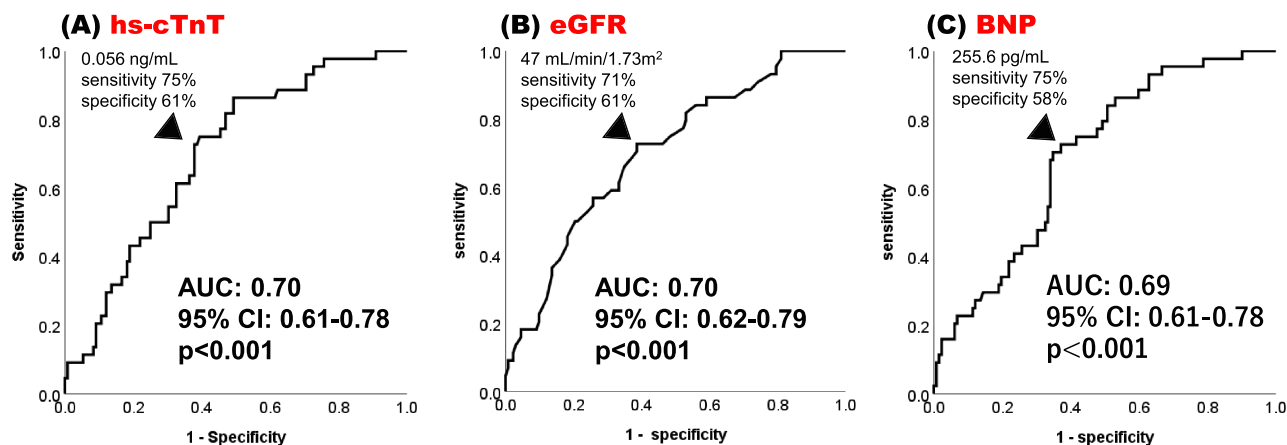 (A) hs-cTnT
0.056 ng/mL
sensitivity 75%
specificity 61%
1.0
0.8
0.6
0.4
0.2
0.0
Sensitivity
AUC: 0.70
95% CI: 0.61-0.78
p<0.001
0.0 0.2 0.4 0.6 0.8 1.0
1 - Specificity
(B) eGFR
47 mL/min/1.73m²
sensitivity 71%
specificity 61%
1.0
0.8
0.6
0.4
0.2
0.0
sensitivity
AUC: 0.70
95% CI: 0.62-0.79
p<0.001
0.0 0.2 0.4 0.6 0.8 1.0
1 - specificity
(C) BNP
255.6 pg/mL
sensitivity 75%
specificity 58%
1.0
0.8
0.6
0.4
0.2
0.0
sensitivity
AUC: 0.69
95% CI: 0.61-0.78
p<0.001
0.0 0.2 0.4 0.6 0.8 1.0
1 - Specificity